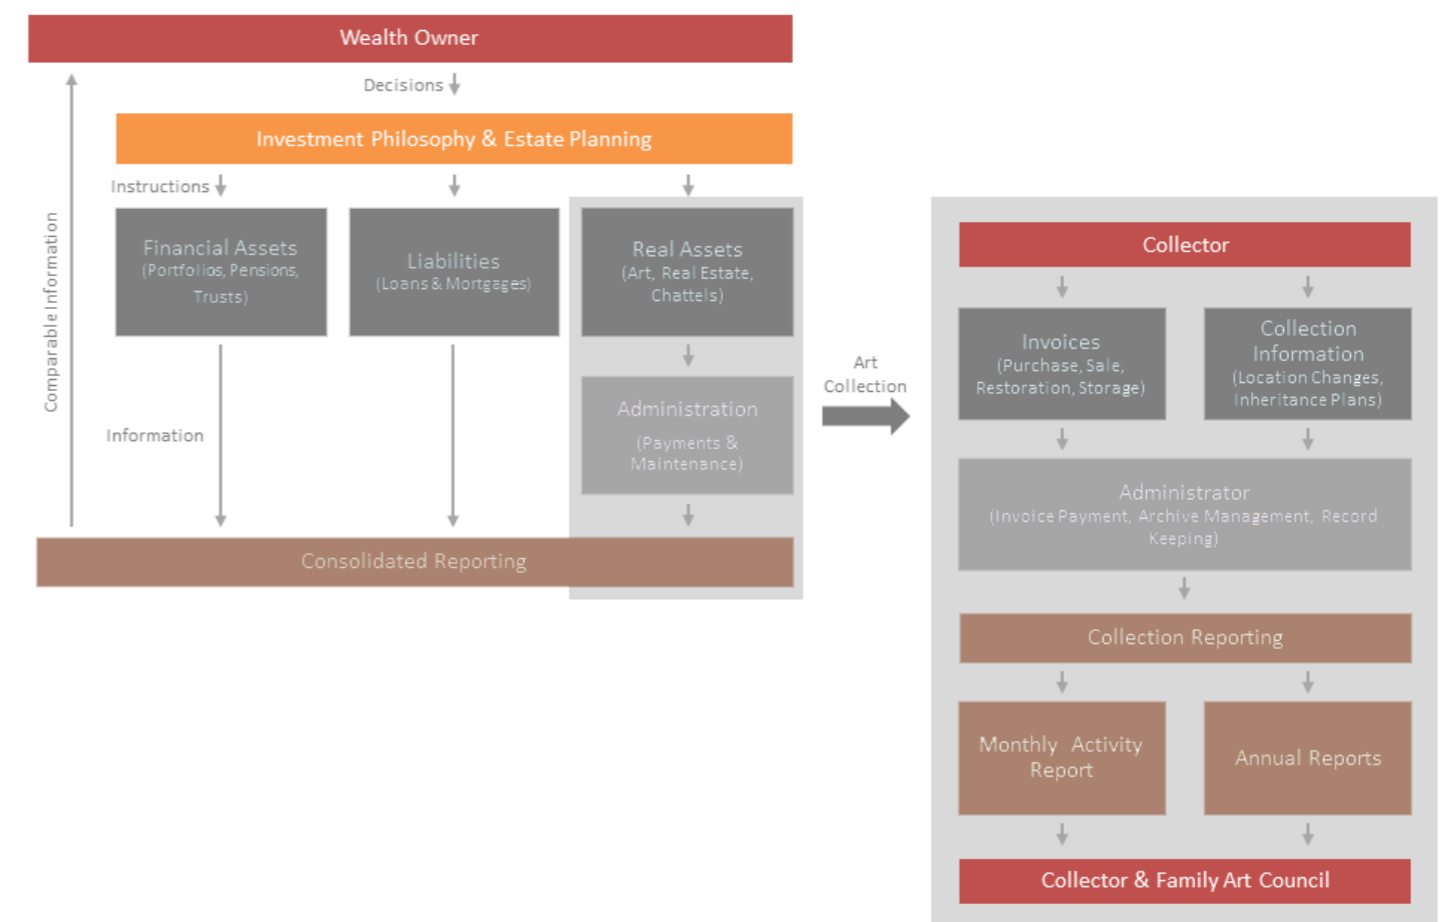 Wealth Owner
Decisions
Investment Philosophy & Estate Planning
Instructions
Comparable Information
Financial Assets
(Portfolios, Pensions,
Trusts)
Liabilities
(Loans & Mortgages)
Real Assets
(Art, Real Estate,
Chattels)
Information
Administration
(Payments &
Maintenance)
Consolidated Reporting
Art
Collection
Collector
Invoices
(Purchase, Sale,
Restoration, Storage)
Collection
Information
(Location Changes,
Inheritance Plans)
Administrator
(Invoice Payment, Archive Management, Record
Keeping)
Collection Reporting
Monthly Activity
Report
Annual Reports
Collector & Family Art Council